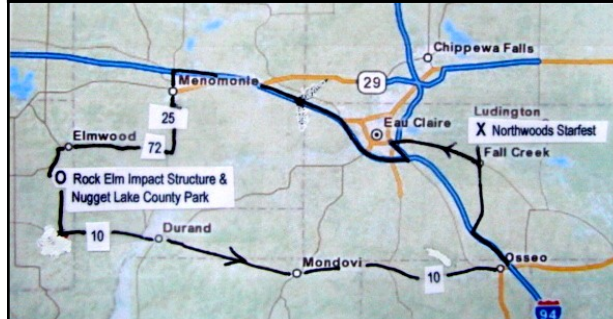 Chippewa Falls
29
Menomonie
Ludington
X Northwoods Starfest
25
Eau Claire
Elmwood
72
Fall Creek
O Rock Elm Impact Structure &
Nugget Lake County Park
10
Durand
Mondovi
10
Osseo
94